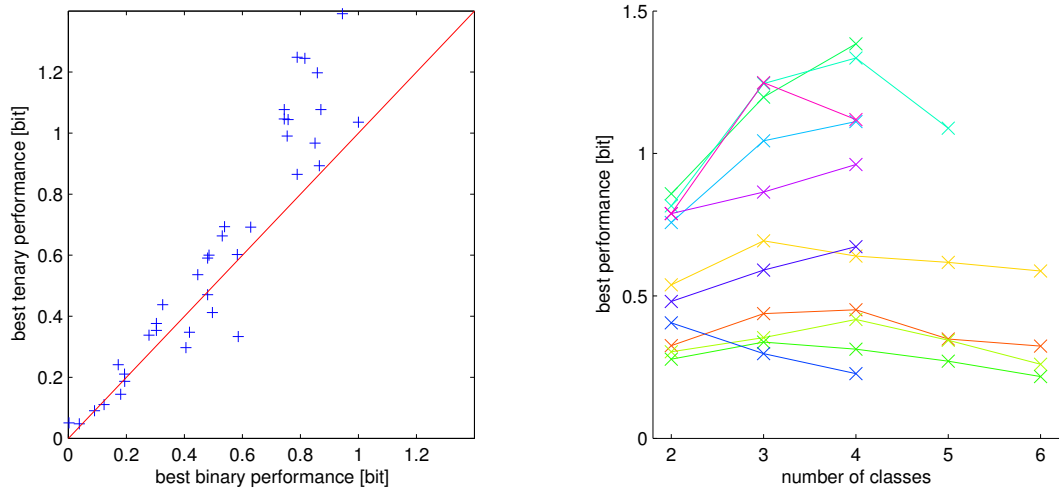 best tenary performance [bit]
1.2
1
0.8
0.6
0.4
0.2
0
0 0.2 0.4 0.6 0.8 1 1.2
best binary performance [bit]
best performance [bit]
1.5
1
0.5
0
2 3 4 5 6
number of classes